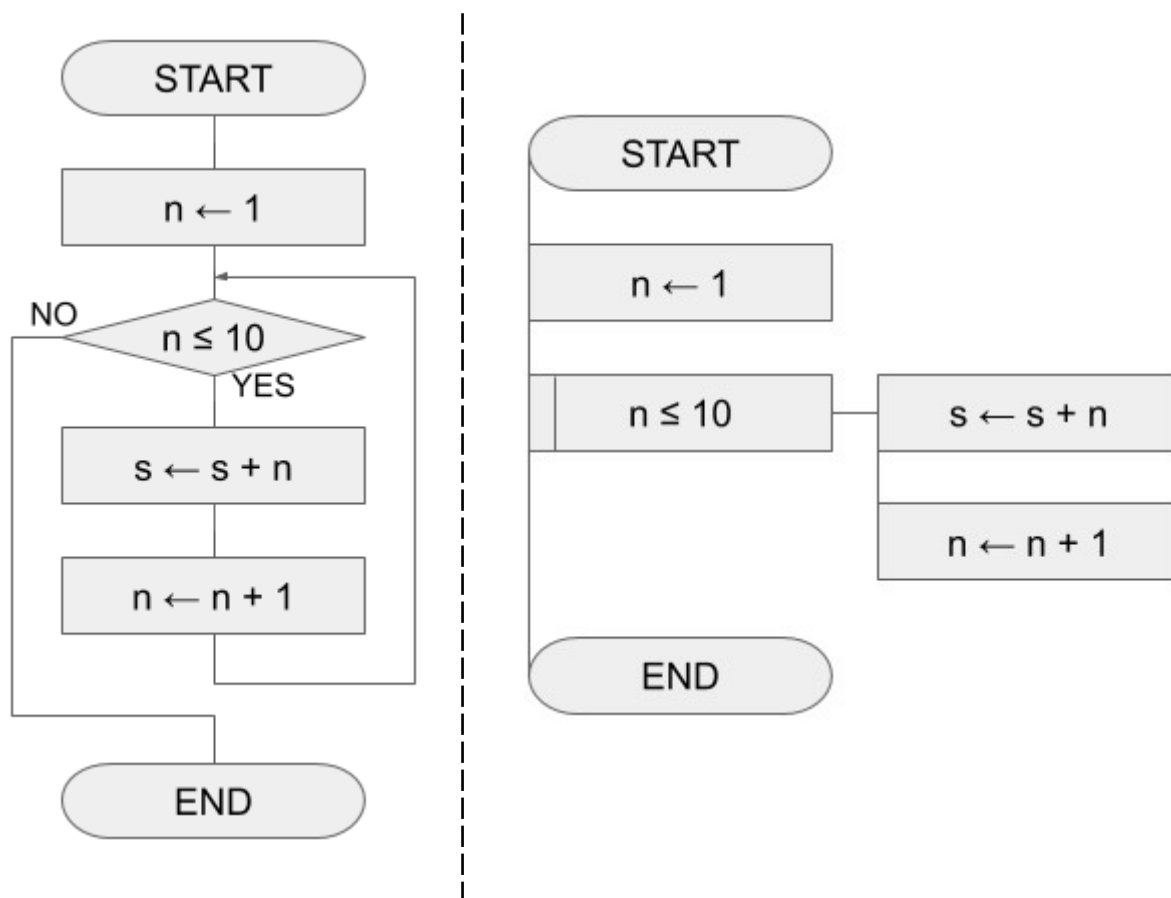 START
n ← 1
NO
n ≤ 10
YES
s ← s + n
n ← n + 1
END
START
n ← 1
n ≤ 10
s ← s + n
n ← n + 1
END